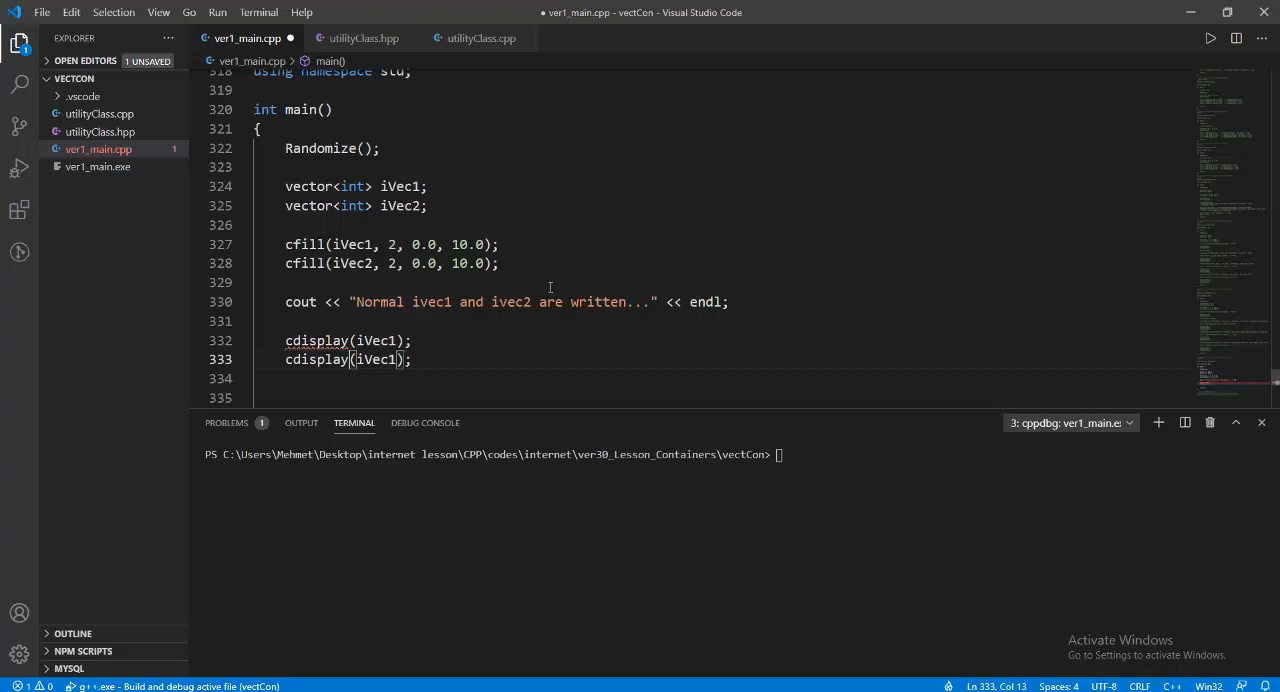 File Edit Selection View Go Run Terminal Help
● ver1_main.cpp - vectCon - Visual Studio Code
EXPLORER
ver1_main.cpp ● utilityClass.hpp utilityClass.cpp
OPEN EDITORS 1 UNSAVED
ver1_main.cpp > main()
VECTCON
.vscode
utilityClass.cpp
utilityClass.hpp
ver1_main.cpp 1
ver1_main.exe
1
318 using namespace std;
319
320 int main()
321 {
322 Randomize();
323
324 vector<int> iVec1;
325 vector<int> iVec2;
326
327 cfill(iVec1, 2, 0.0, 10.0);
328 cfill(iVec2, 2, 0.0, 10.0);
329
330 cout << "Normal ivec1 and ivec2 are written..." << endl;
331
332 cdisplay(iVec1);
333 cdisplay(iVec1);
334
335
PROBLEMS 1 OUTPUT TERMINAL DEBUG CONSOLE
3: cppdbg: ver1_main.e
PS C:\Users\Mehmet\Desktop\internet lesson\CPP\codes\internet\ver30_Lesson_Containers\vectCon>
OUTLINE
NPM SCRIPTS
MYSQL
Activate Windows
Go to Settings to activate Windows.
1 0 g++.exe - Build and debug active file (vectCon)
Ln 333, Col 13 Spaces: 4 UTF-8 CRLF C++ Win32